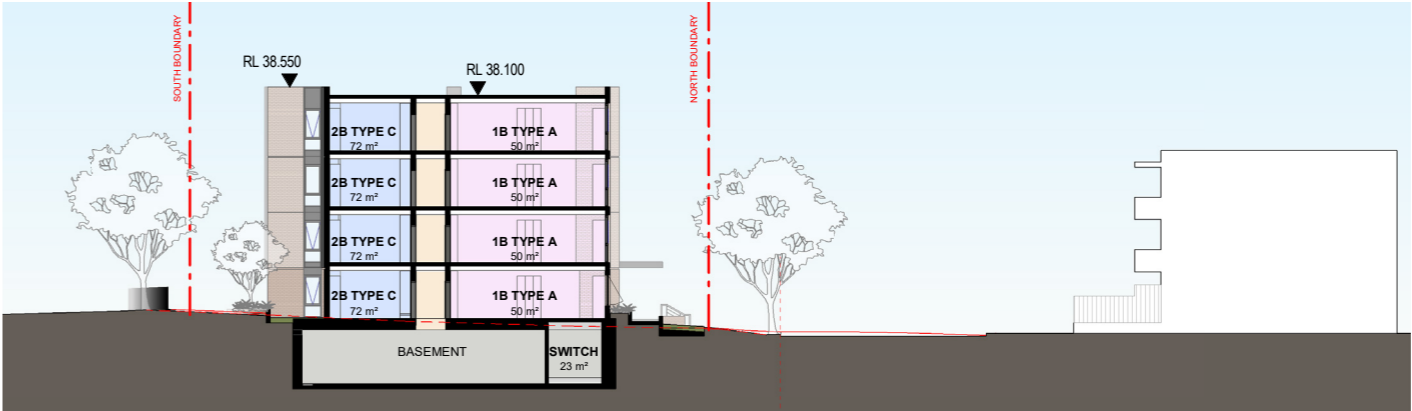 SOUTH BOUNDARY
RL 38.550
RL 38.100
NORTH BOUNDARY
2B TYPE C
72 m²
1B TYPE A
50 m²
2B TYPE C
72 m²
1B TYPE A
50 m²
2B TYPE C
72 m²
1B TYPE A
50 m²
2B TYPE C
72 m²
1B TYPE A
50 m²
BASEMENT
SWITCH
23 m²